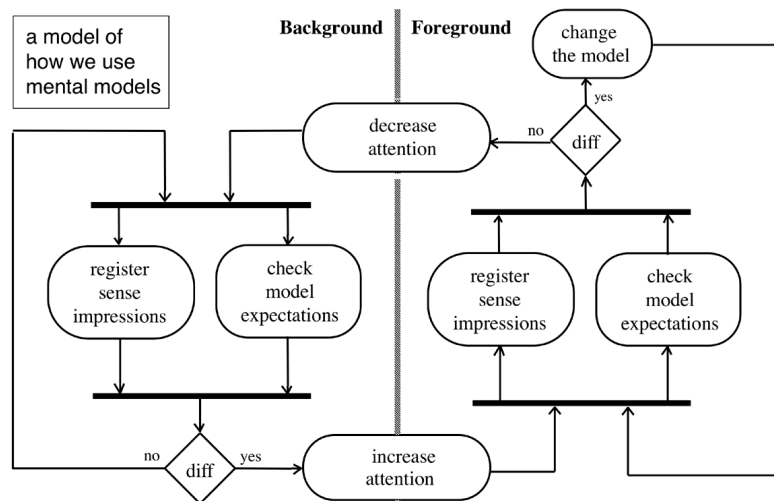 a model of
how we use
mental models
Background
Foreground
change
the model
yes
no
diff
decrease
attention
register
sense
impressions
check
model
expectations
register
sense
impressions
check
model
expectations
no
diff
yes
increase
attention